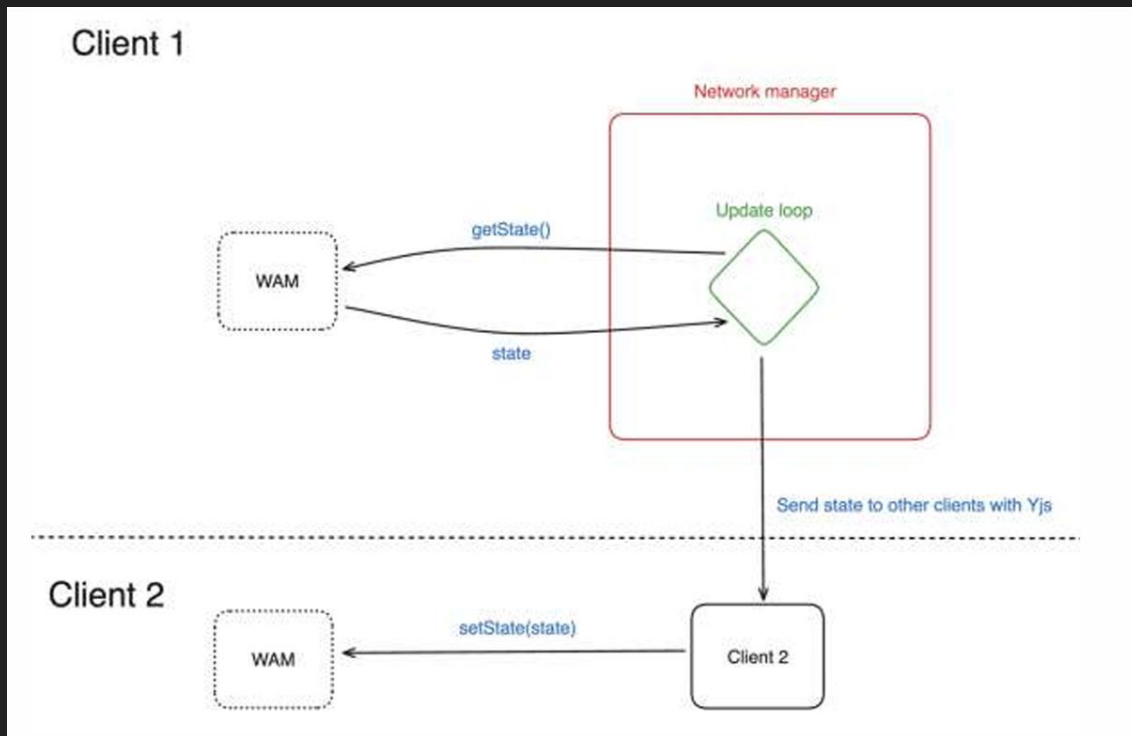 Client 1
Network manager
Update loop
getState()
WAM
state
Send state to other clients with Yjs
Client 2
setState(state)
WAM
Client 2